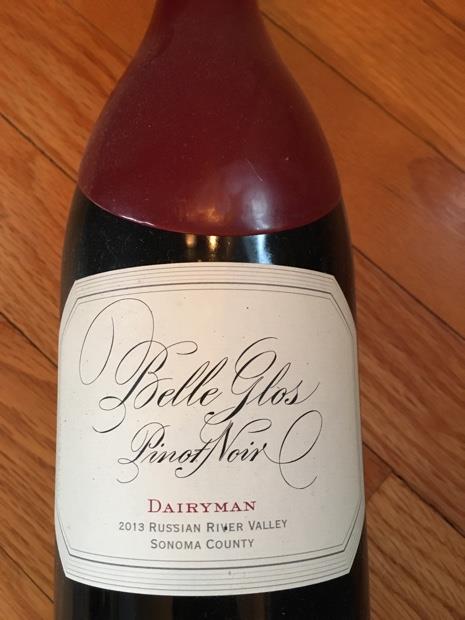 Belle Glos
Pinot Noir
DAIRYMAN
2013 RUSSIAN RIVER VALLEY
SONOMA COUNTY